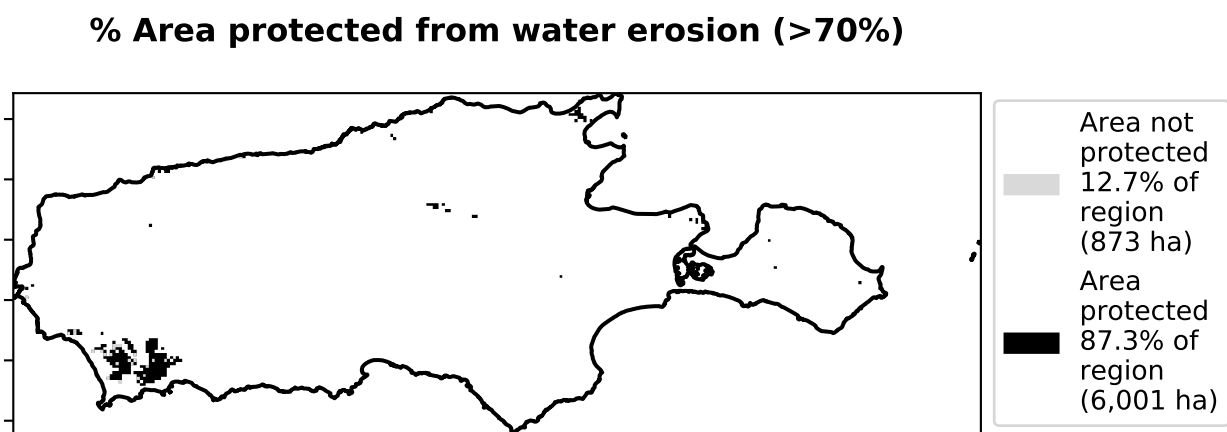 % Area protected from water erosion (>70%)
Area not
protected
12.7% of
region
(873 ha)
Area
protected
87.3% of
region
(6,001 ha)